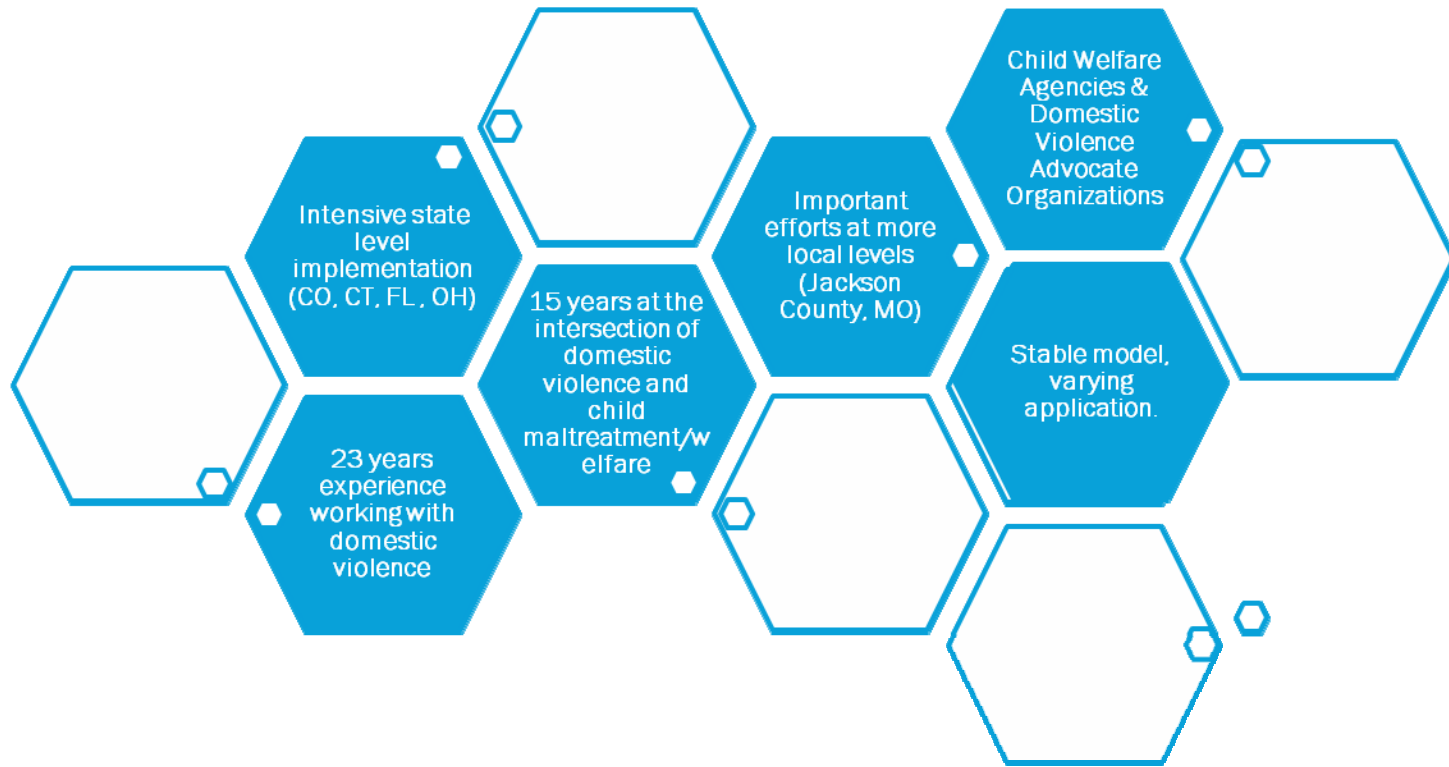 Intensive state
level
implementation
(CO, CT, FL , OH)
23 years
experience
working with
domestic
violence
15 years at the
intersection of
domestic
violence and
child
maltreatment/w
elfare
Important
efforts at more
local levels
(Jackson
County, MO)
Child Welfare
Agencies &
Domestic
Violence
Advocate
Organizations
Stable model,
varying
application.